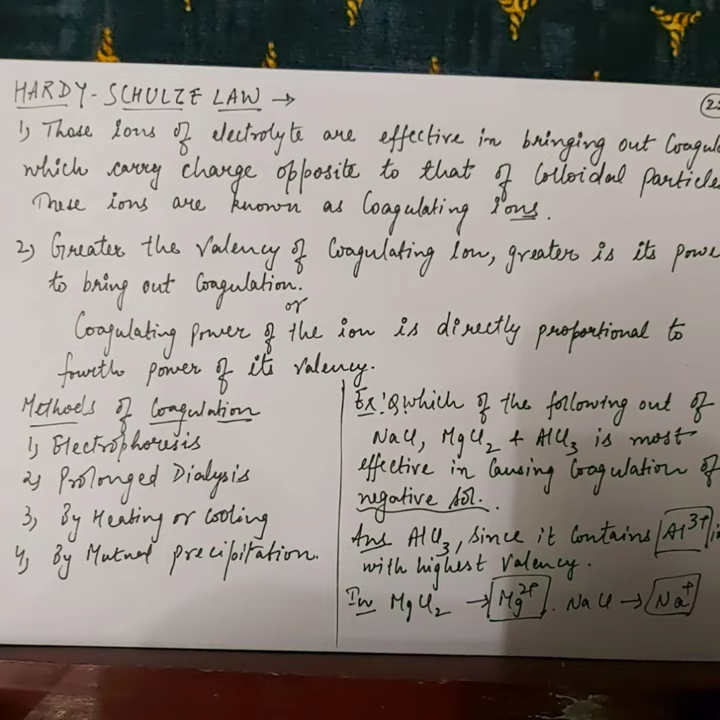 HARDY-SCHULZE LAW →
1) Those ions of electrolyte are effective in bringing out Coagul
which carry charge opposite to that of Colloidal Particle
These ions are known as Coagulating ions.
2) Greater the valency of Coagulating Ion, greater is its powe
to bring out Coagulation.
or
Coagulating power of the ion is directly proportional to
fourth power of its valency.
Methods of Coagulation
1) Electrophoresis
2) Prolonged Dialysis
3) By Heating or Cooling
4) By Mutual precipitation.
Ex: Q which of the following out of
NaCl, MgCl2 + AlCl3 is most
effective in Causing Coagulation of
negative sol.
Ans AlCl3, since it contains Al3+ i
with highest valency.
In MgCl2 → Mg2+. NaCl → Na+